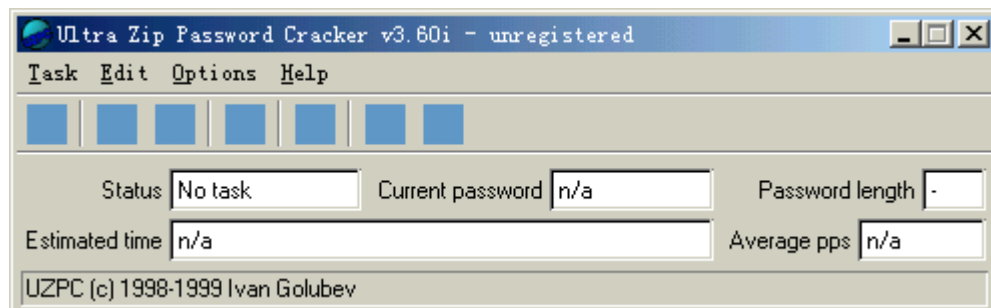 Ultra Zip Password Cracker v3.60i - unregistered
Task Edit Options Help
Status No task Current password n/a Password length -
Estimated time n/a Average pps n/a
UZPC (c) 1998-1999 Ivan Golubev